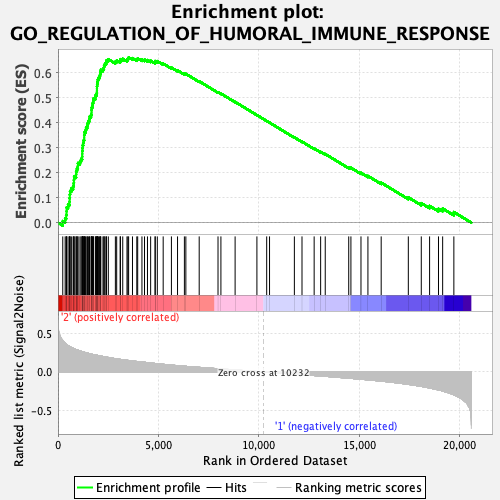 Enrichment plot:
GO_REGULATION_OF_HUMORAL_IMMUNE_RESPONSE
Enrichment score (ES)
0.6
0.5
0.4
0.3
0.2
0.1
0.0
'2' (positively correlated)
Ranked list metric (Signal2Noise)
0.5
0.0
-0.5
Zero cross at 10232
'1' (negatively correlated)
0
5,000
10,000
15,000
20,000
Rank in Ordered Dataset
Enrichment profile
Hits
Ranking metric scores